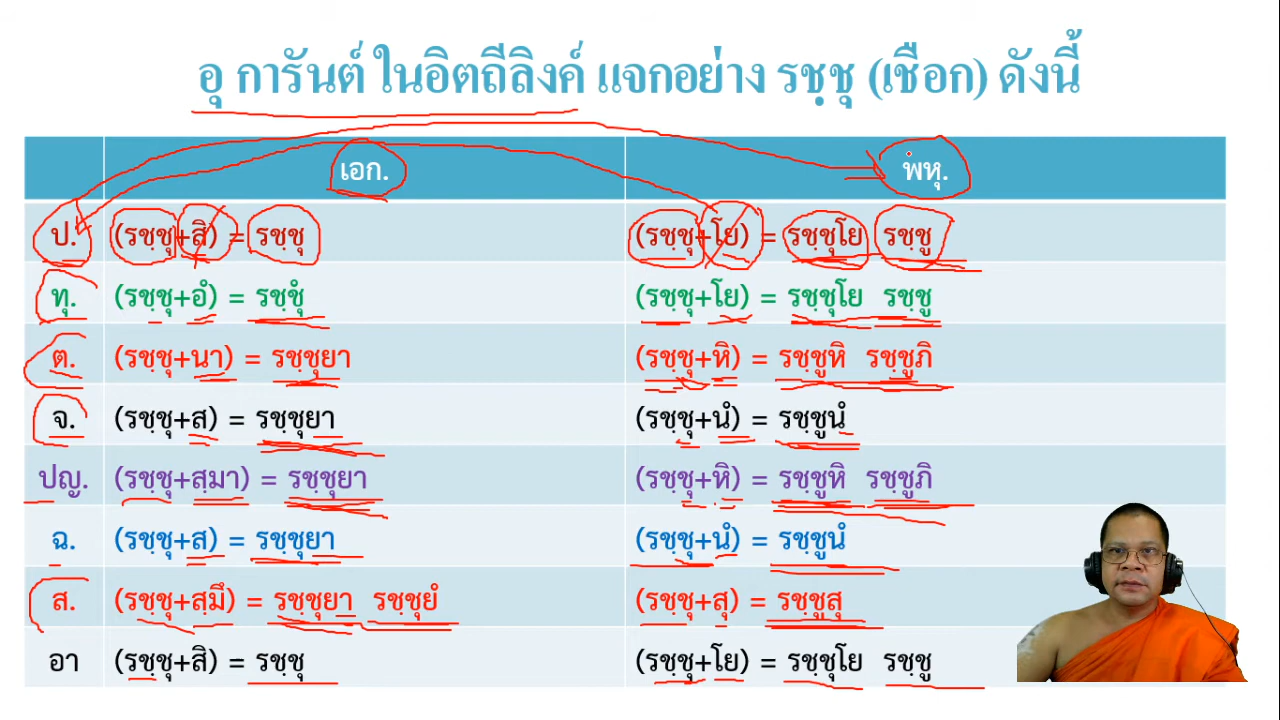 อุ การันต์ ในอิตถีลิงค์ แจกอย่าง รชฺชุ (เชือก) ดังนี้
เอก. พหุ.
ป. (รชฺชุ+สิ) = รชฺชุ (รชฺชุ+โย) = รชฺชุโย รชฺชู
ทุ. (รชฺชุ+อํ) = รชฺชุํ (รชฺชุ+โย) = รชฺชุโย รชฺชู
ต. (รชฺชุ+นา) = รชฺชุยา (รชฺชุ+หิ) = รชฺชูหิ รชฺชูภิ
จ. (รชฺชุ+ส) = รชฺชุยา (รชฺชุ+นํ) = รชฺชูนํ
ปญ. (รชฺชุ+สฺมา) = รชฺชุยา (รชฺชุ+หิ) = รชฺชูหิ รชฺชูภิ
ฉ. (รชฺชุ+ส) = รชฺชุยา (รชฺชุ+นํ) = รชฺชูนํ
ส. (รชฺชุ+สฺมึ) = รชฺชุยา รชฺชุยํ (รชฺชุ+สุ) = รชฺชูสุ
อา (รชฺชุ+สิ) = รชฺชุ (รชฺชุ+โย) = รชฺชุโย รชฺชู